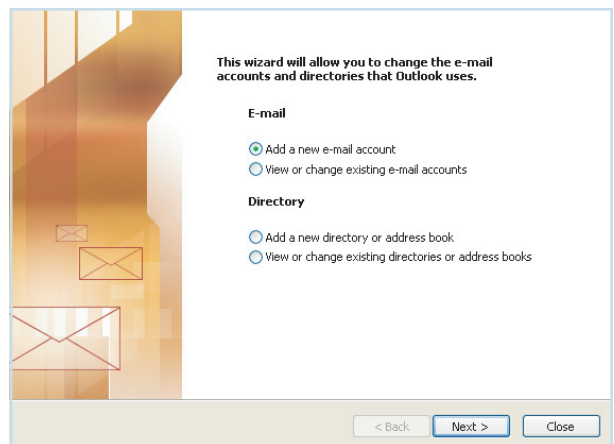 This wizard will allow you to change the e-mail
accounts and directories that Outlook uses.
E-mail
Add a new e-mail account
View or change existing e-mail accounts
Directory
Add a new directory or address book
View or change existing directories or address books
< Back
Next >
Close